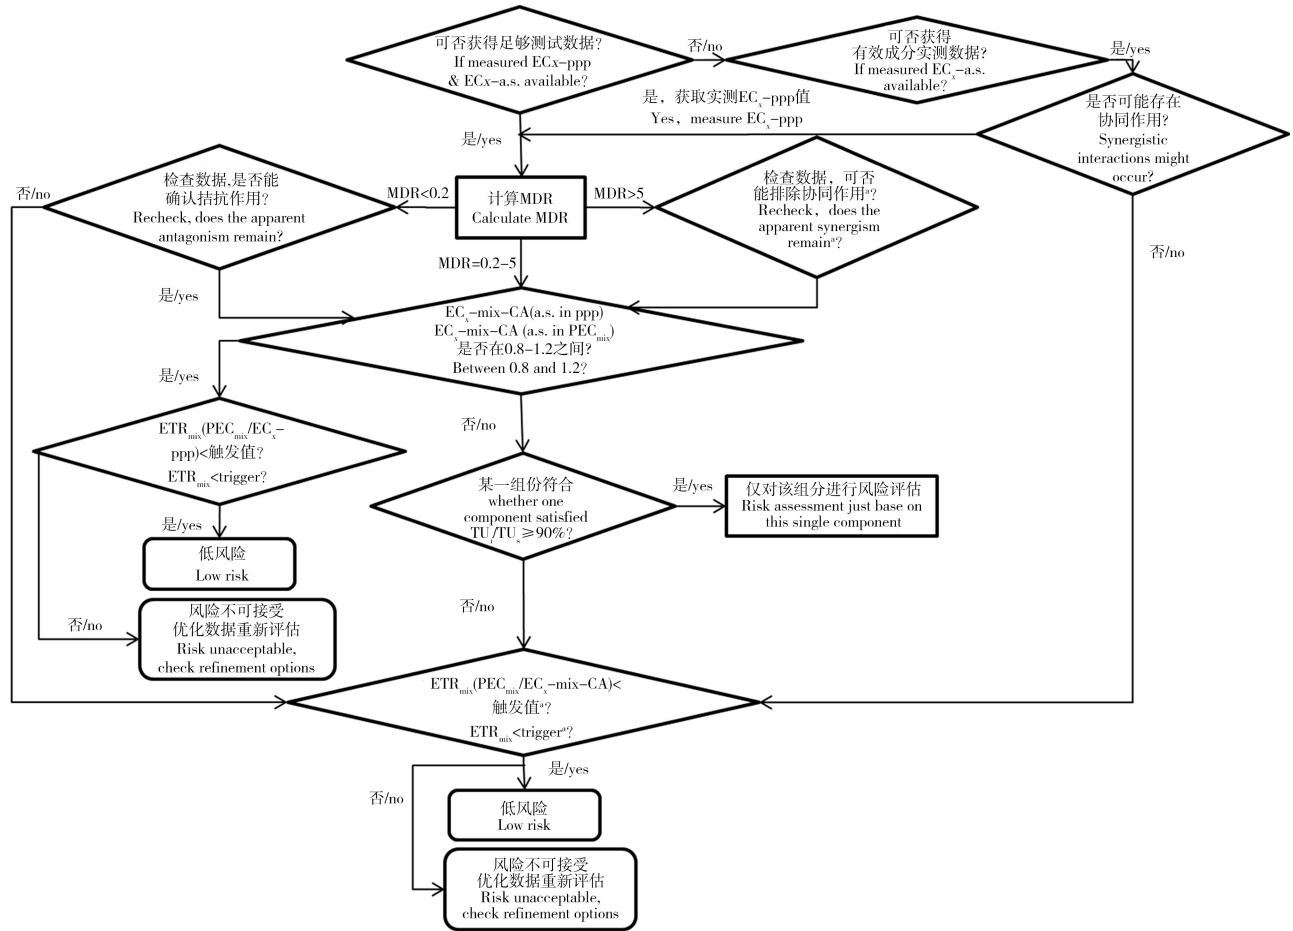 可否获得足够测试数据?
If measured ECx-ppp
& ECx-a.s. available?
否/no
可否获得
有效成分实测数据?
If measured ECx-a.s.
available?
是/yes
是否可能存在
协同作用?
Synergistic
interactions might
occur?
是，获取实测ECx-ppp值
Yes，measure ECx-ppp
是/yes
否/no
检查数据,是否能
确认拮抗作用?
Recheck, does the apparent
antagonism remain?
MDR<0.2
计算MDR
Calculate MDR
MDR>5
检查数据，可否
能排除协同作用ª?
Recheck，does the
apparent synergism
remainª?
否/no
MDR=0.2-5
是/yes
ECx-mix-CA(a.s. in ppp)
ECx-mix-CA (a.s. in PECmix)
是否在0.8-1.2之间?
Between 0.8 and 1.2?
是/yes
否/no
ETRmix(PECmix/ECx-
ppp)<触发值?
ETRmix<trigger?
某一组份符合
whether one
component satisfied
TUi/TUs≥90%?
是/yes
仅对该组分进行风险评估
Risk assessment just base on
this single component
是/yes
低风险
Low risk
否/no
风险不可接受
优化数据重新评估
Risk unacceptable,
check refinement options
否/no
ETRmix(PECmix/ECx-mix-CA)<
触发值ª?
ETRmix<triggerª?
是/yes
否/no
低风险
Low risk
风险不可接受
优化数据重新评估
Risk unacceptable,
check refinement options